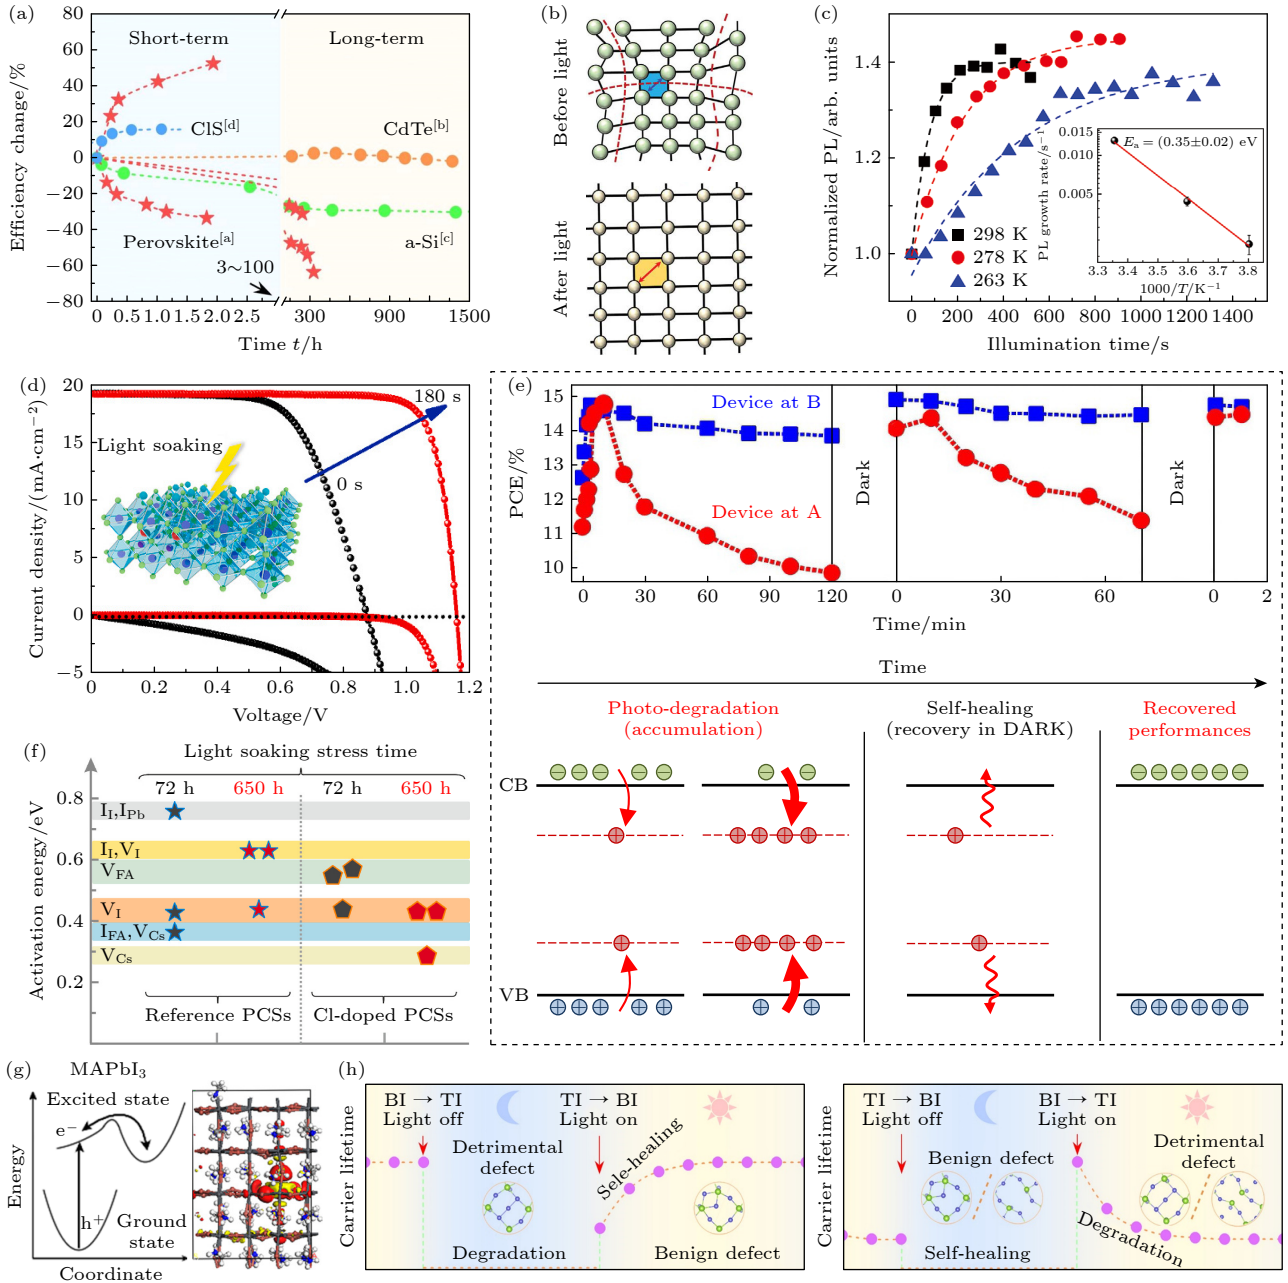 (a)
80
60
40
20
0
−20
−40
−60
−80
Efficiency change/%
Short-term
Long-term
CIS[d]
CdTe[b]
Perovskite[a]
a-Si[c]
3~100
0 0.5 1.0 1.5 2.0 2.5 300 900 1500
Time t/h
(b)
Before light
After light
(c)
Normalized PL/arb. units
1.4
1.2
1.0
298 K
278 K
263 K
PL growth rate/s−1
0.015
0.010
0.005
Ea = (0.35±0.02) eV
3.3 3.4 3.5 3.6 3.7 3.8
1000/T/K−1
0 200 400 600 800 1000 1200 1400
Illumination time/s
(d)
Current density/(mA·cm−2)
20
15
10
5
0
−5
Light soaking
180 s
0 s
0 0.2 0.4 0.6 0.8 1.0 1.2
Voltage/V
(e)
PCE/%
15
14
13
12
11
10
Device at B
Device at A
Dark
Dark
0 30 60 90 120 0 30 60 0 2
Time/min
Time
Photo-degradation
(accumulation)
Self-healing
(recovery in DARK)
Recovered
performances
CB
VB
(f)
Light soaking stress time
72 h 650 h 72 h 650 h
Activation energy/eV
0.8
0.6
0.4
0.2
II,IPb
II,VI
VFA
VI
IFA,VCs
VCs
Reference PCSs
Cl-doped PCSs
(g)
MAPbI3
Excited state
e−
h+
Ground
state
Energy
Coordinate
(h)
Carrier lifetime
BI → TI
Light off
TI → BI
Light on
Detrimental
defect
Degradation
Sele-healing
Benign defect
Carrier lifetime
TI → BI
Light off
BI → TI
Light on
Benign defect
Detrimental
defect
Self-healing
Degradation